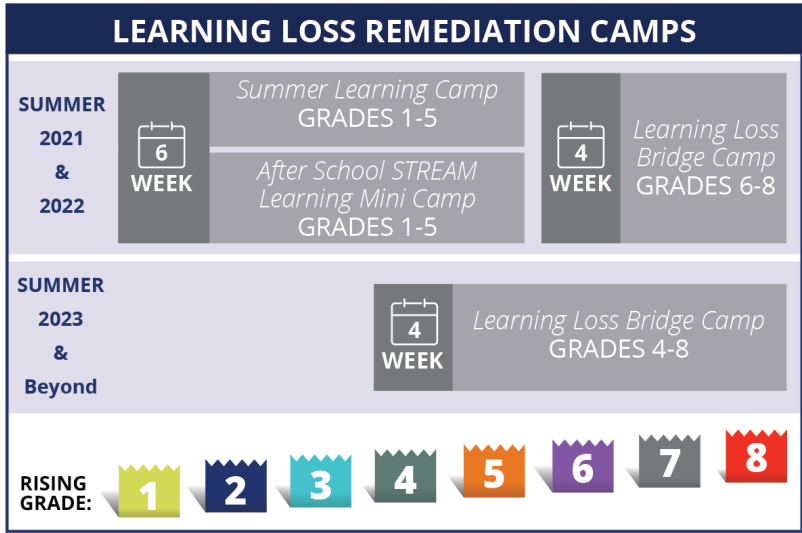 LEARNING LOSS REMEDIATION CAMPS
SUMMER
2021
&
2022
6
WEEK
Summer Learning Camp
GRADES 1-5
After School STREAM
Learning Mini Camp
GRADES 1-5
4
WEEK
Learning Loss
Bridge Camp
GRADES 6-8
SUMMER
2023
&
Beyond
4
WEEK
Learning Loss Bridge Camp
GRADES 4-8
RISING
GRADE:
1 2 3 4 5 6 7 8